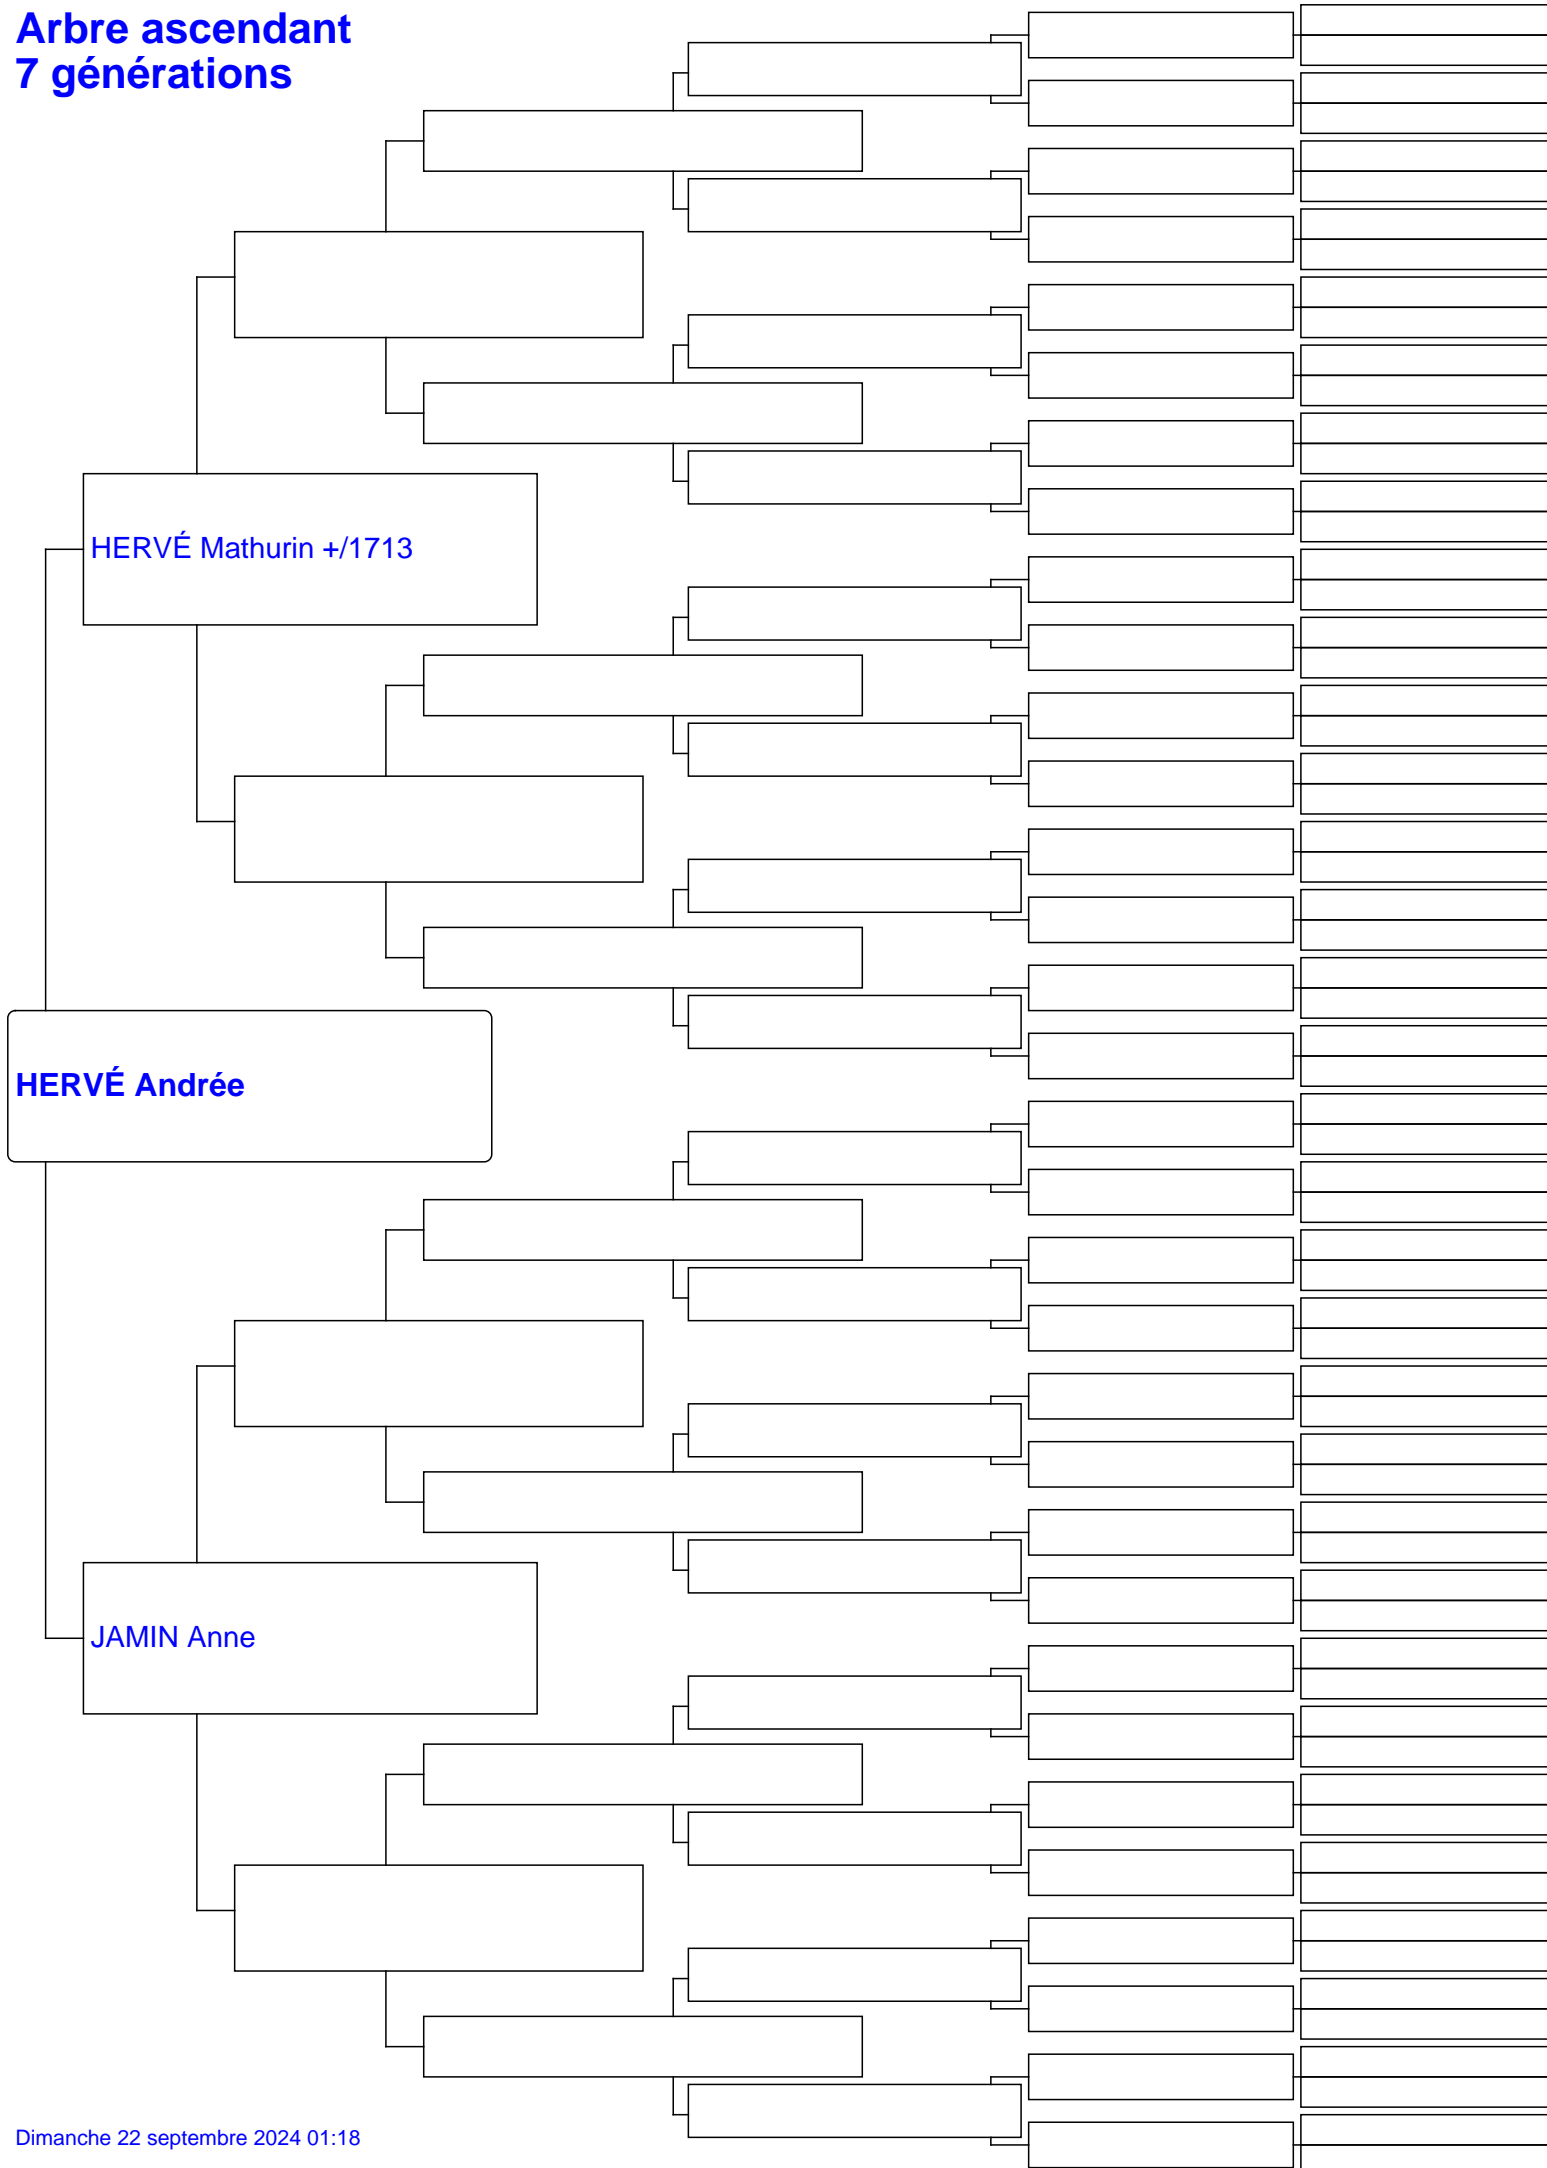 Arbre ascendant
7 générations
HERVÉ Mathurin +/1713
HERVÉ Andrée
JAMIN Anne
Dimanche 22 septembre 2024 01:18